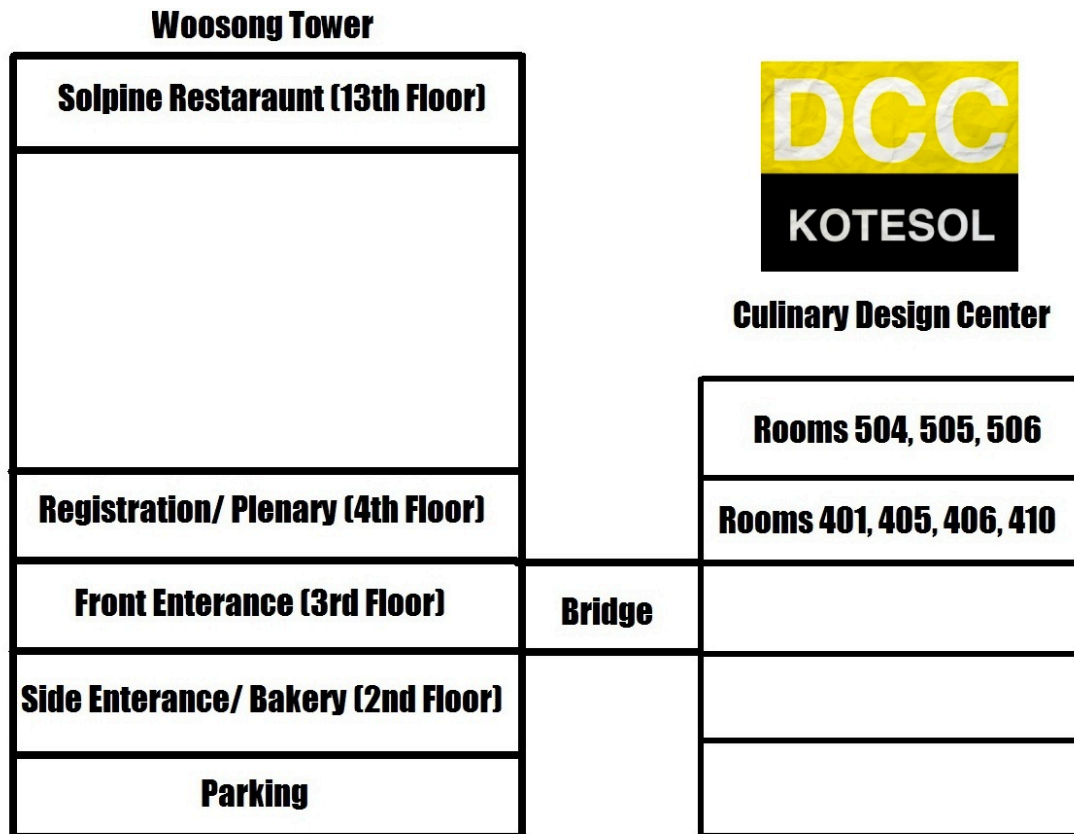 Woosong Tower
Solpine Restaraunt (13th Floor)
DCC
KOTESOL
Culinary Design Center
Rooms 504, 505, 506
Registration/ Plenary (4th Floor)
Rooms 401, 405, 406, 410
Front Enterance (3rd Floor)
Bridge
Side Enterance/ Bakery (2nd Floor)
Parking